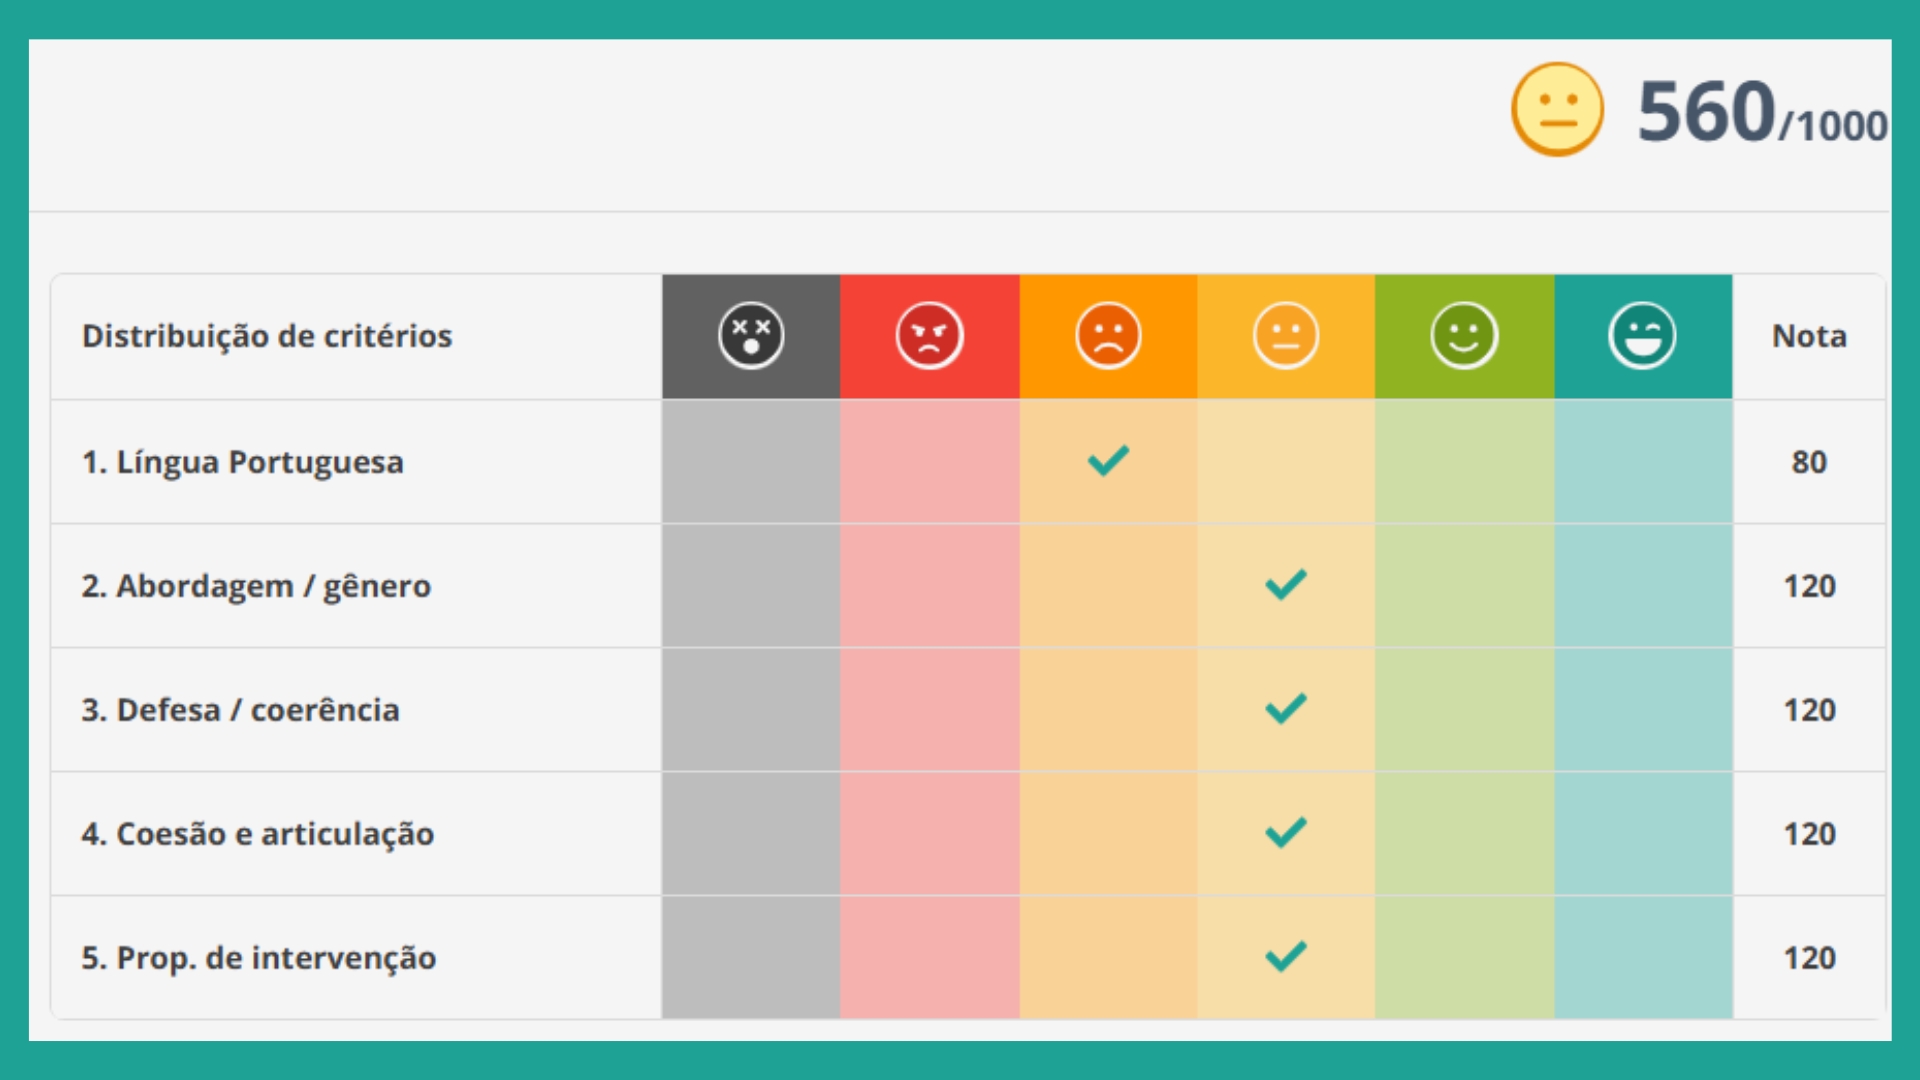 560/1000
Distribuição de critérios Nota
1. Língua Portuguesa 80
2. Abordagem / gênero 120
3. Defesa / coerência 120
4. Coesão e articulação 120
5. Prop. de intervenção 120